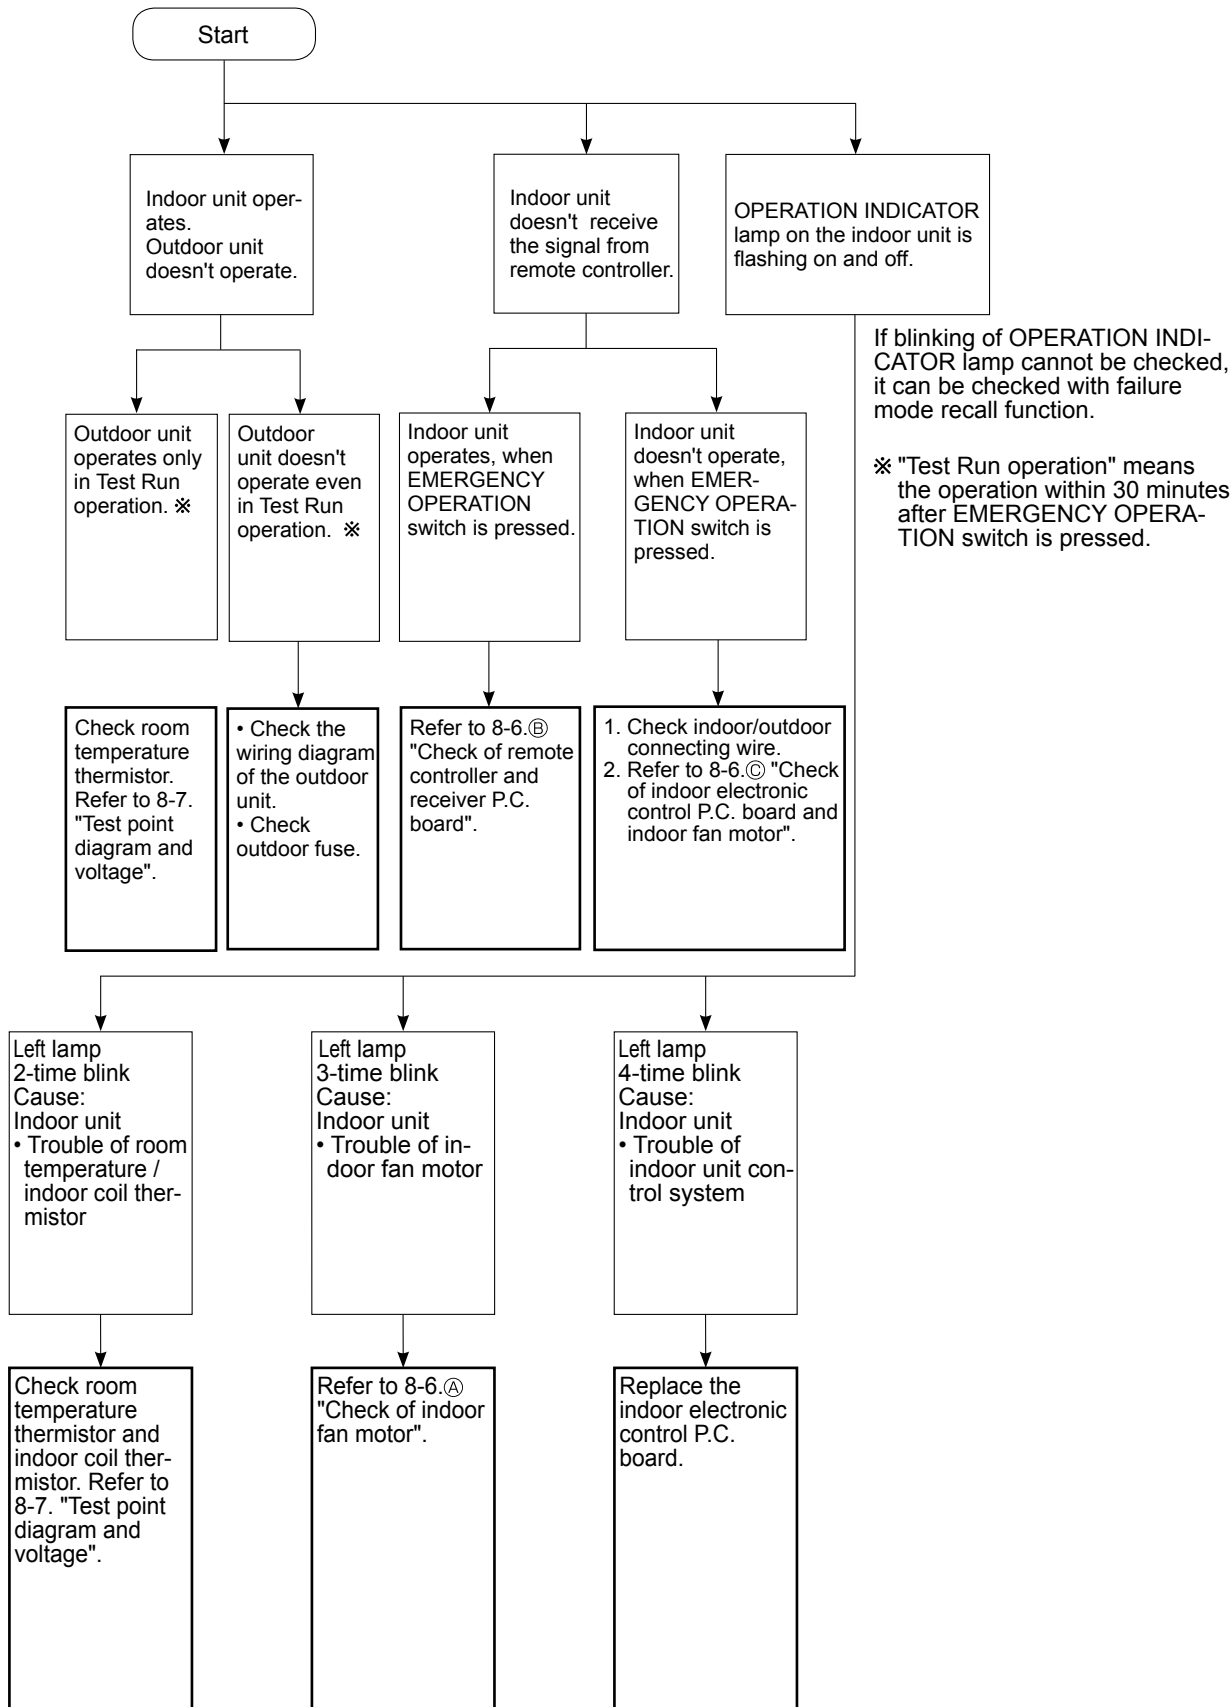 Start
Indoor unit oper-
ates.
Outdoor unit
doesn't operate.
Indoor unit
doesn't receive
the signal from
remote controller.
OPERATION INDICATOR
lamp on the indoor unit is
flashing on and off.
If blinking of OPERATION INDI-
CATOR lamp cannot be checked,
it can be checked with failure
mode recall function.
※ "Test Run operation" means
the operation within 30 minutes
after EMERGENCY OPERA-
TION switch is pressed.
Outdoor unit
operates only
in Test Run
operation. ※
Outdoor
unit doesn't
operate even
in Test Run
operation. ※
Indoor unit
operates, when
EMERGENCY
OPERATION
switch is pressed.
Indoor unit
doesn't operate,
when EMER-
GENCY OPERA-
TION switch is
pressed.
Check room
temperature
thermistor.
Refer to 8-7.
"Test point
diagram and
voltage".
• Check the
wiring diagram
of the outdoor
unit.
• Check
outdoor fuse.
Refer to 8-6.Ⓑ
"Check of remote
controller and
receiver P.C.
board".
1. Check indoor/outdoor
connecting wire.
2. Refer to 8-6.Ⓒ "Check
of indoor electronic
control P.C. board and
indoor fan motor".
Left lamp
2-time blink
Cause:
Indoor unit
• Trouble of room
temperature /
indoor coil ther-
mistor
Left lamp
3-time blink
Cause:
Indoor unit
• Trouble of in-
door fan motor
Left lamp
4-time blink
Cause:
Indoor unit
• Trouble of
indoor unit con-
trol system
Check room
temperature
thermistor and
indoor coil ther-
mistor. Refer to
8-7. "Test point
diagram and
voltage".
Refer to 8-6.Ⓐ
"Check of indoor
fan motor".
Replace the
indoor electronic
control P.C.
board.